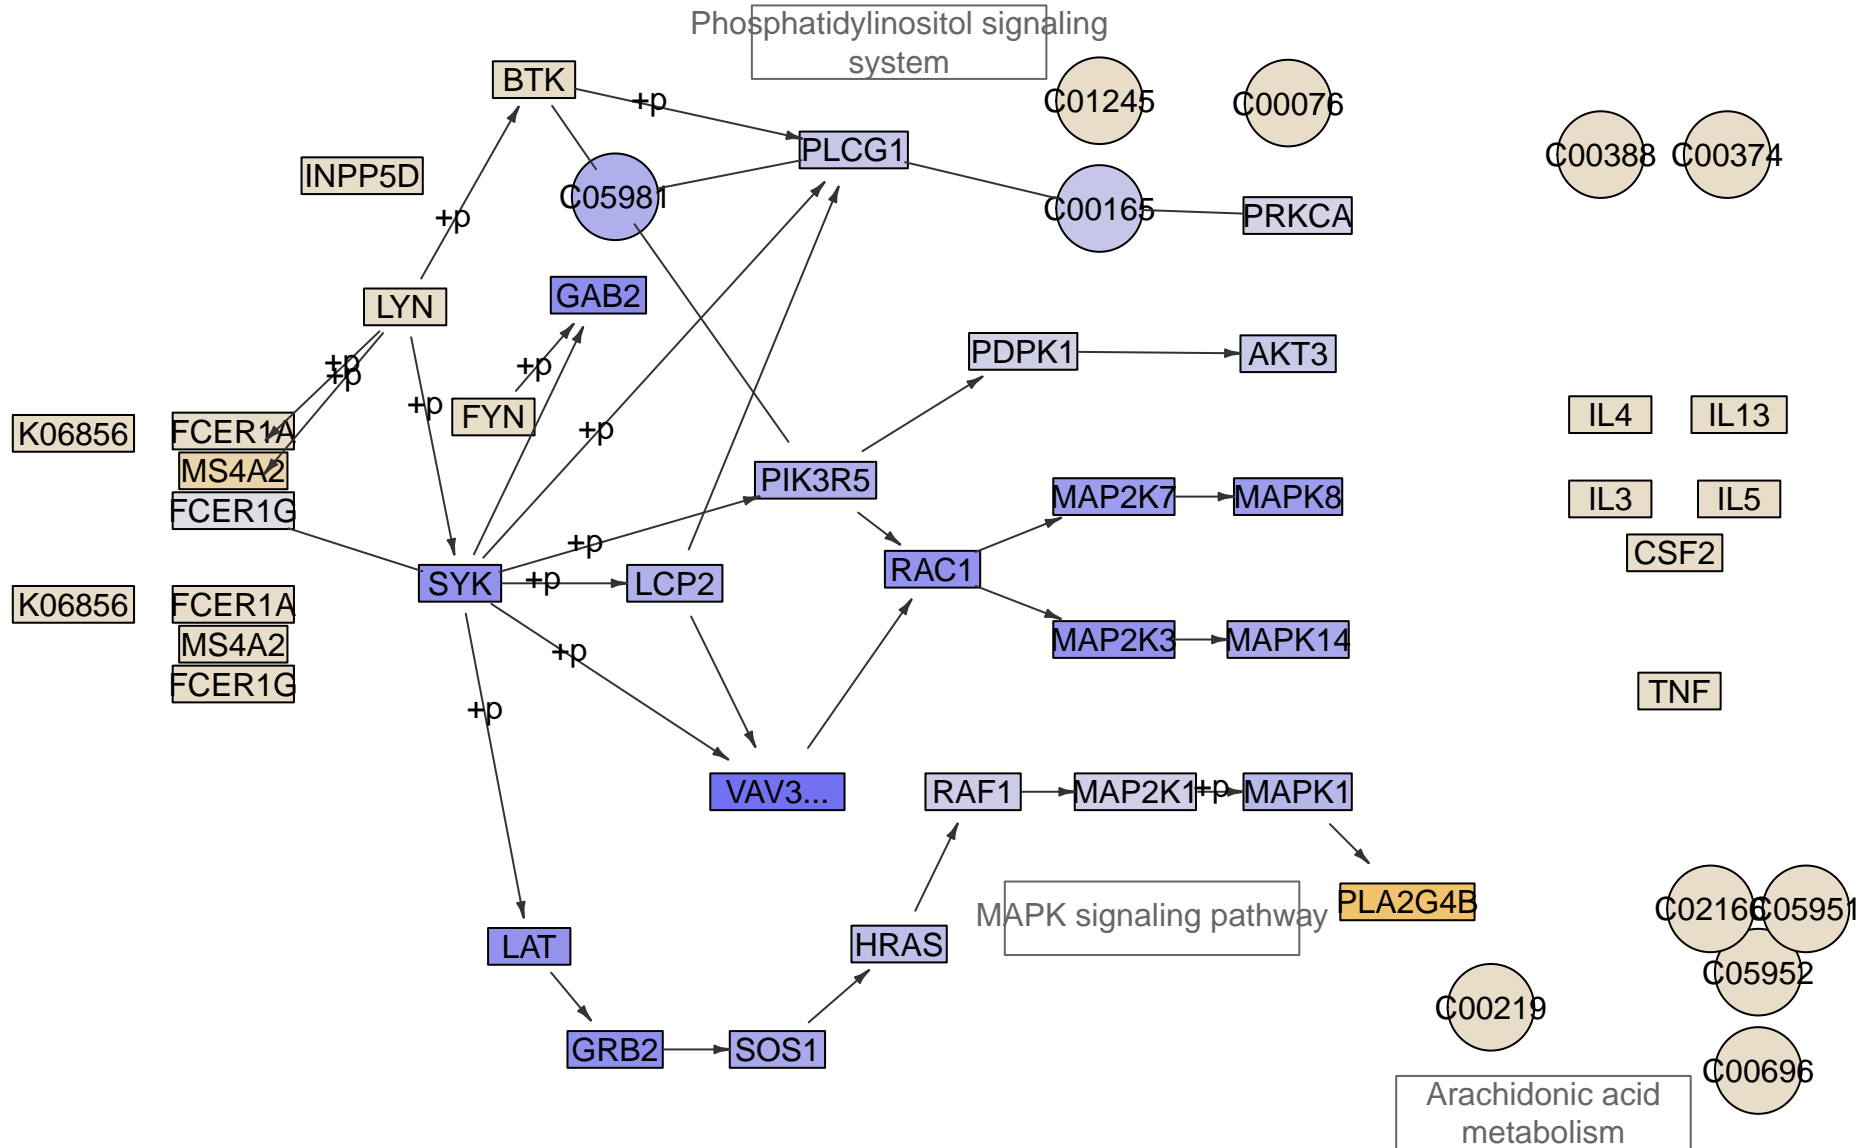 Phosphatidylinositol signaling
system
BTK
+p
C01245
C00076
PLCG1
C00388
C00374
INPP5D
C05981
+p
C00165
PRKCA
LYN
GAB2
PDPK1
AKT3
+p
+p
+p
+p
FYN
K06856
FCER1A
+p
IL4
IL13
MS4A2
PIK3R5
FCER1G
MAP2K7
MAPK8
IL3
IL5
+p
CSF2
RAC1
SYK
+p
LCP2
K06856
FCER1A
MS4A2
+p
MAP2K3
MAPK14
FCER1G
TNF
+p
VAV3...
RAF1
MAP2K1
+p
MAPK1
PLA2G4B
MAPK signaling pathway
C02166
C05951
LAT
HRAS
C05952
C00219
GRB2
SOS1
C00696
Arachidonic acid
metabolism